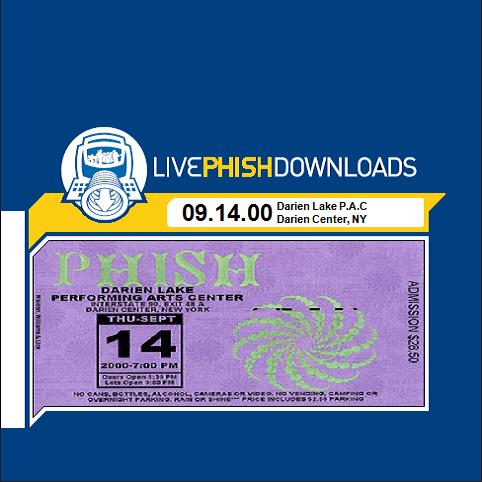 LIVEPHISHDOWNLOADS
09.14.00
Darien Lake P.A.C
Darien Center, NY
PHISH
DARIEN LAKE
PERFORMING ARTS CENTER
INTERSTATE 90, EXIT 48 A
DARIEN CENTER, NEW YORK
THU-SEPT
14
2000-7:00 PM
Doors Open 5:30 PM
Lots Open 3:00 PM
ADMISSION $28.50
NO CANS, BOTTLES, ALCOHOL, CAMERAS OR VIDEO. NO VENDING, CAMPING OR
OVERNIGHT PARKING. RAIN OR SHINE*** PRICE INCLUDES $2.50 PARKING